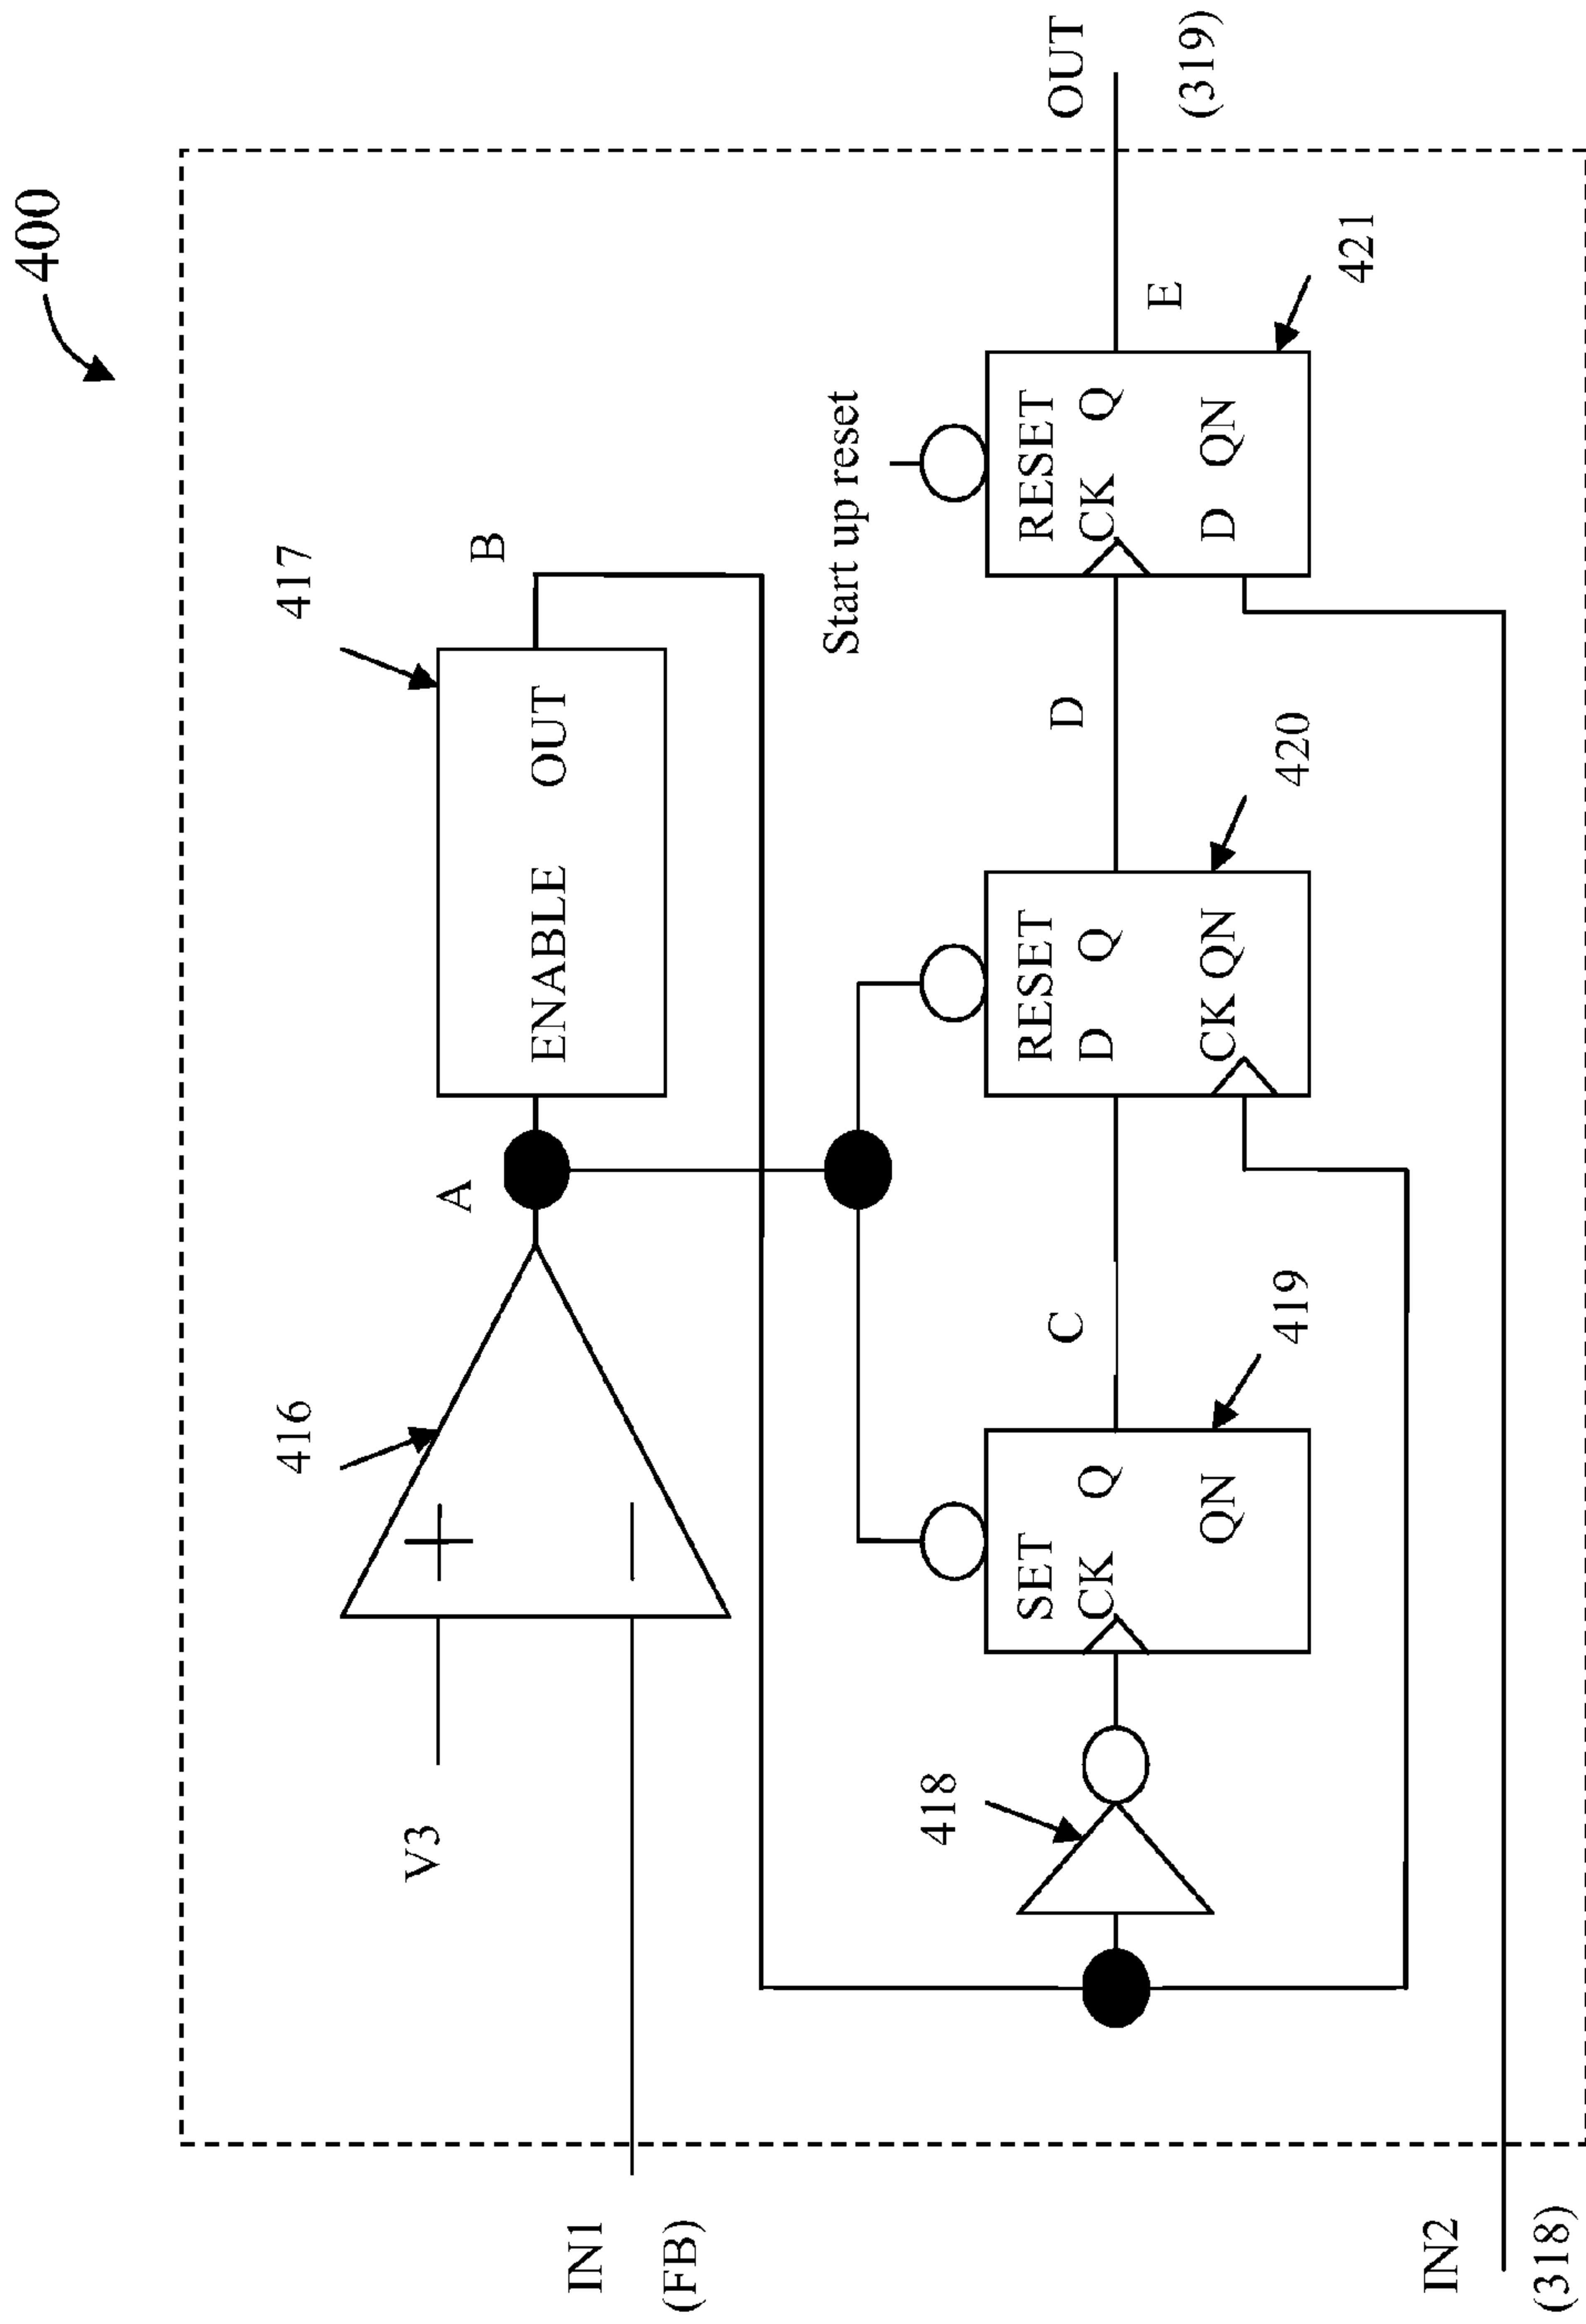 400
417
416
B
A
V3
+
−
ENABLE OUT
IN1
(FB)
Start up reset
418
SET
CK Q
QN
419
C
RESET
D Q
CK QN
420
D
RESET
CK Q
D QN
421
E
OUT
(319)
IN2
(318)